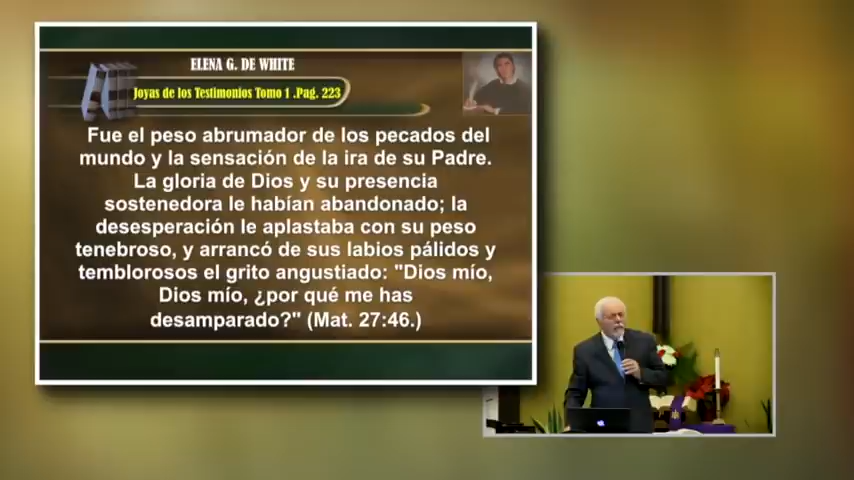 ELENA G. DE WHITE
Joyas de los Testimonios Tomo 1 .Pag. 223
Fue el peso abrumador de los pecados del
mundo y la sensación de la ira de su Padre.
La gloria de Dios y su presencia
sostenedora le habían abandonado; la
desesperación le aplastaba con su peso
tenebroso, y arrancó de sus labios pálidos y
temblorosos el grito angustiado: "Dios mío,
Dios mío, ¿por qué me has
desamparado?" (Mat. 27:46.)